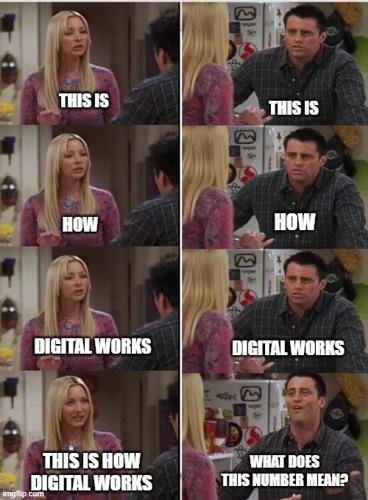 THIS IS
THIS IS
HOW
HOW
DIGITAL WORKS
DIGITAL WORKS
THIS IS HOW
DIGITAL WORKS
WHAT DOES
THIS NUMBER MEAN?
imgflip.com